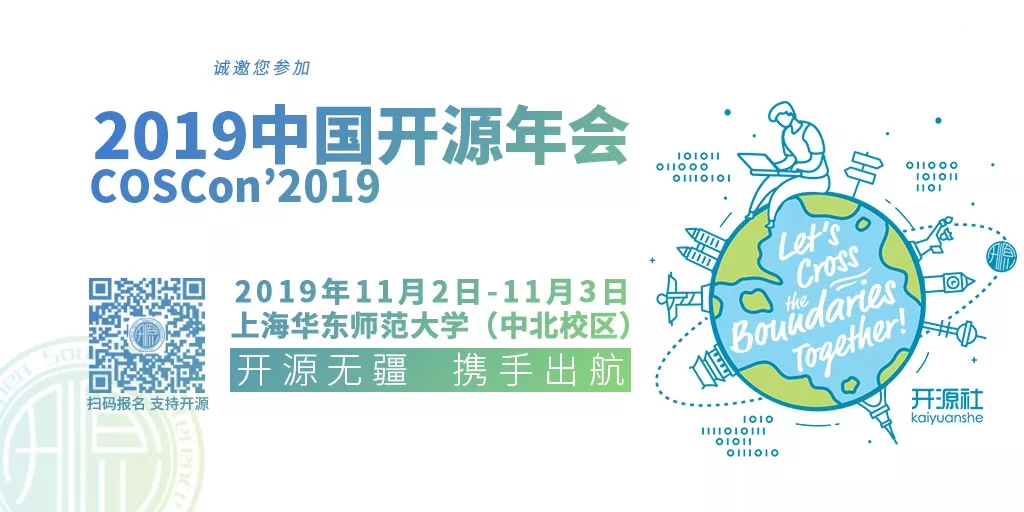 诚邀您参加
2019中国开源年会
COSCon’2019
2019年11月2日-11月3日
上海华东师范大学（中北校区）
开源无疆 携手出航
扫码报名 支持开源
Let's
Cross
the
Boundaries
Together!
开源社
kaiyuanshe